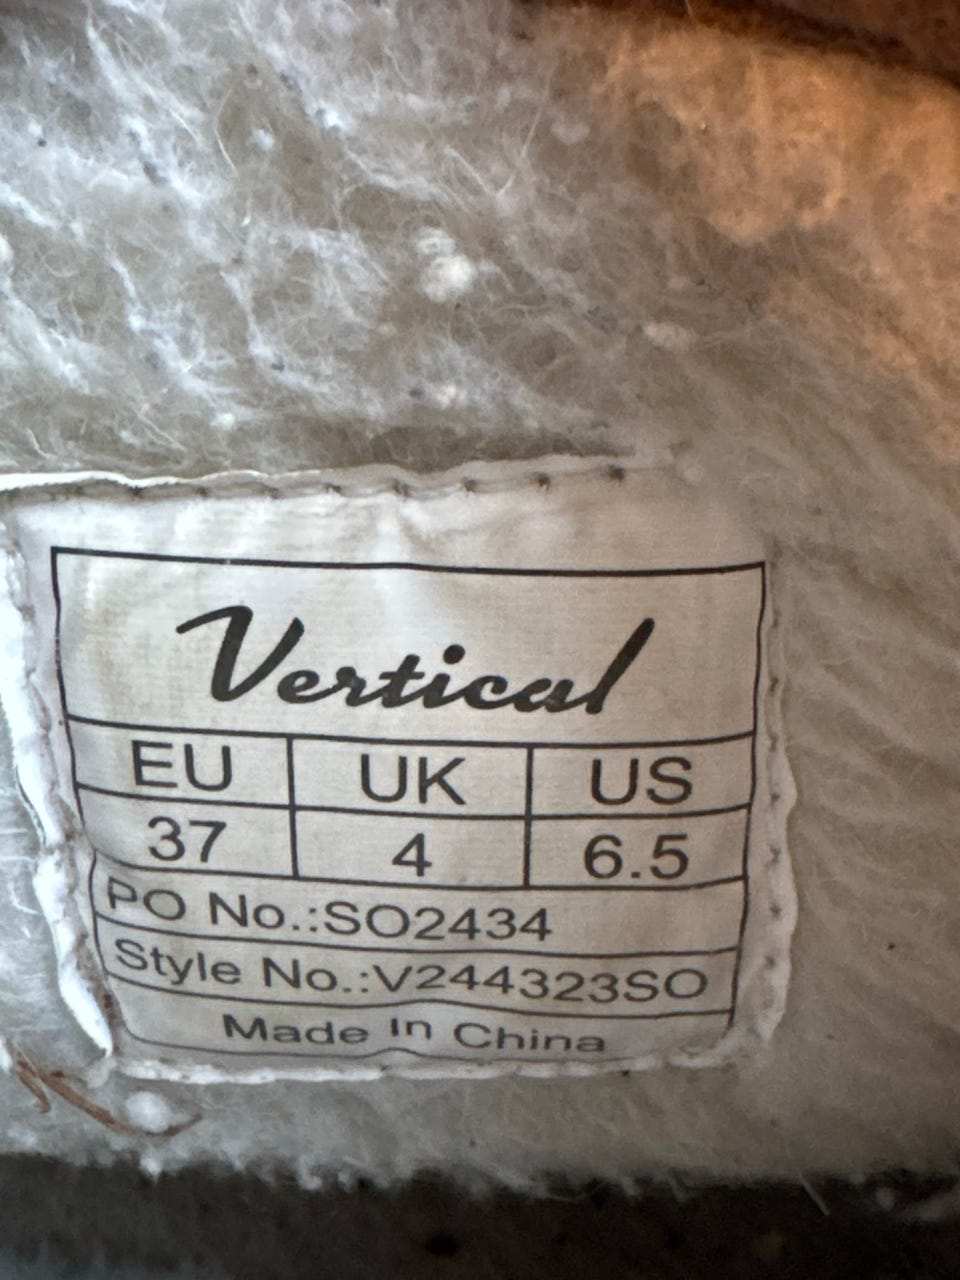 Vertical
EU UK US
37 4 6.5
PO No.:SO2434
Style No.:V244323SO
Made In China